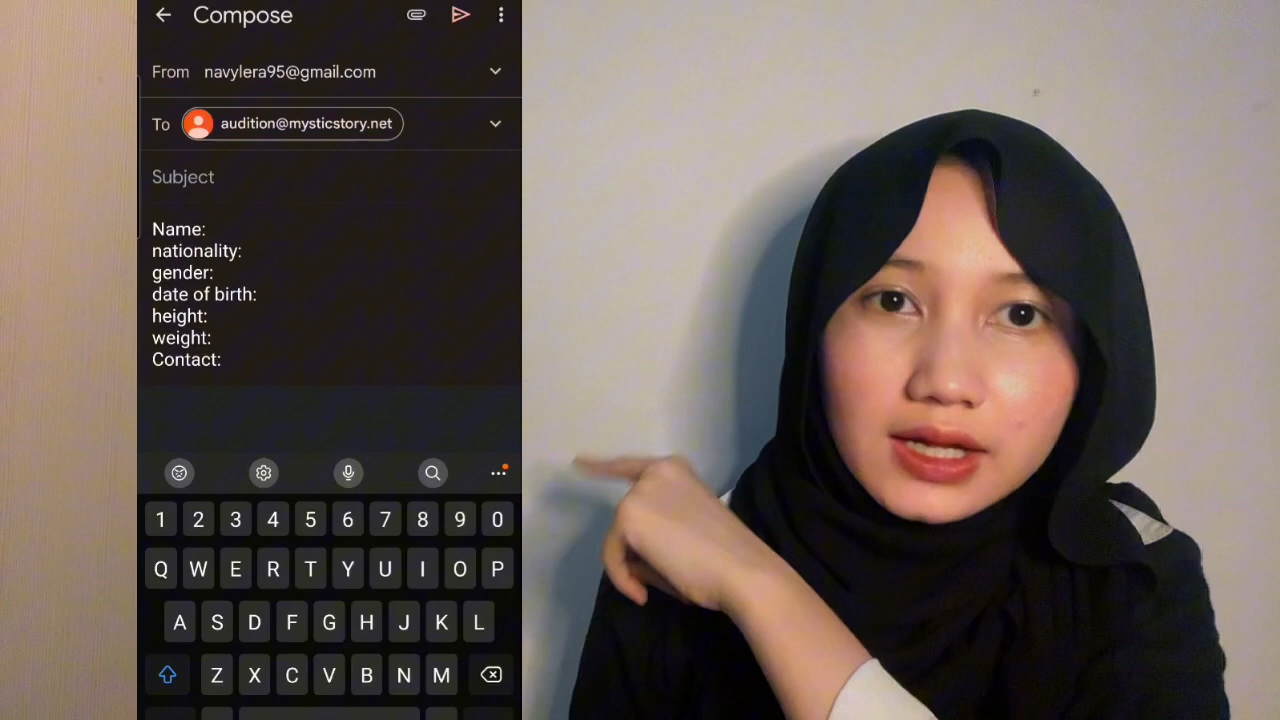 Compose
From navylera95@gmail.com
To audition@mysticstory.net
Subject
Name:
nationality:
gender:
date of birth:
height:
weight:
Contact:
1 2 3 4 5 6 7 8 9 0
Q W E R T Y U I O P
A S D F G H J K L
Z X C V B N M